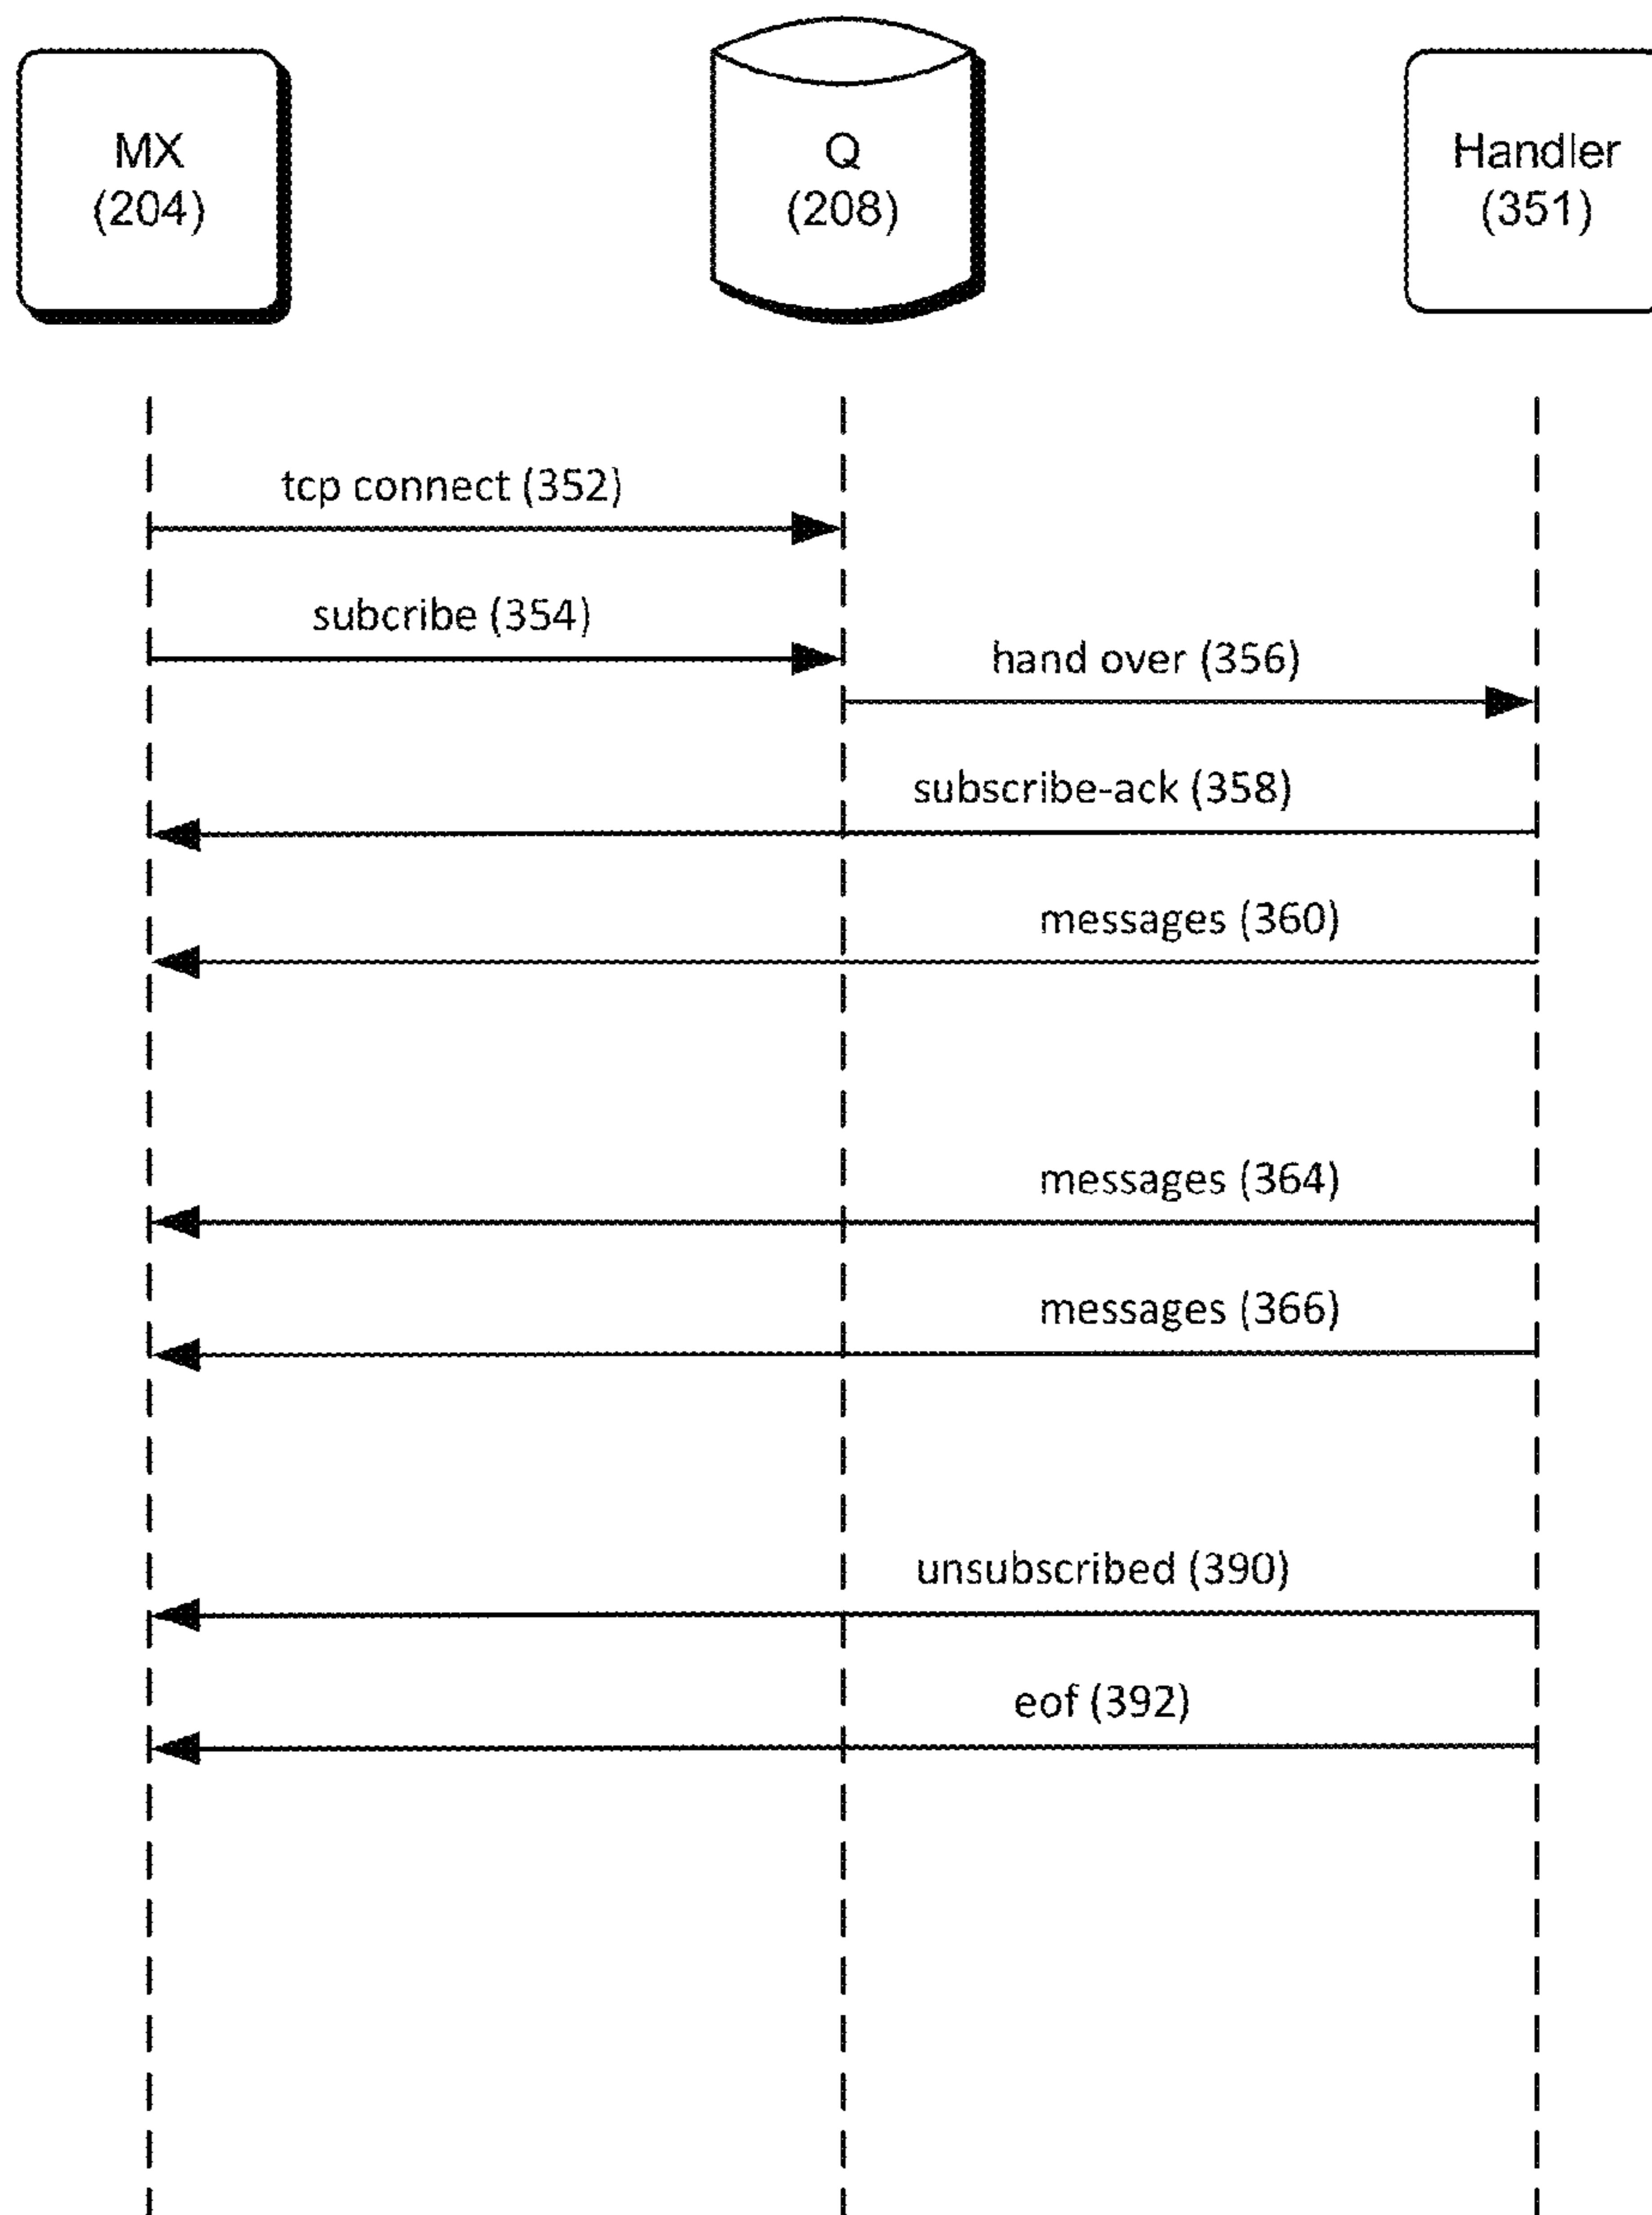 MX
(204)
Q
(208)
Handler
(351)
tcp connect (352)
subcribe (354)
hand over (356)
subscribe-ack (358)
messages (360)
messages (364)
messages (366)
unsubscribed (390)
eof (392)